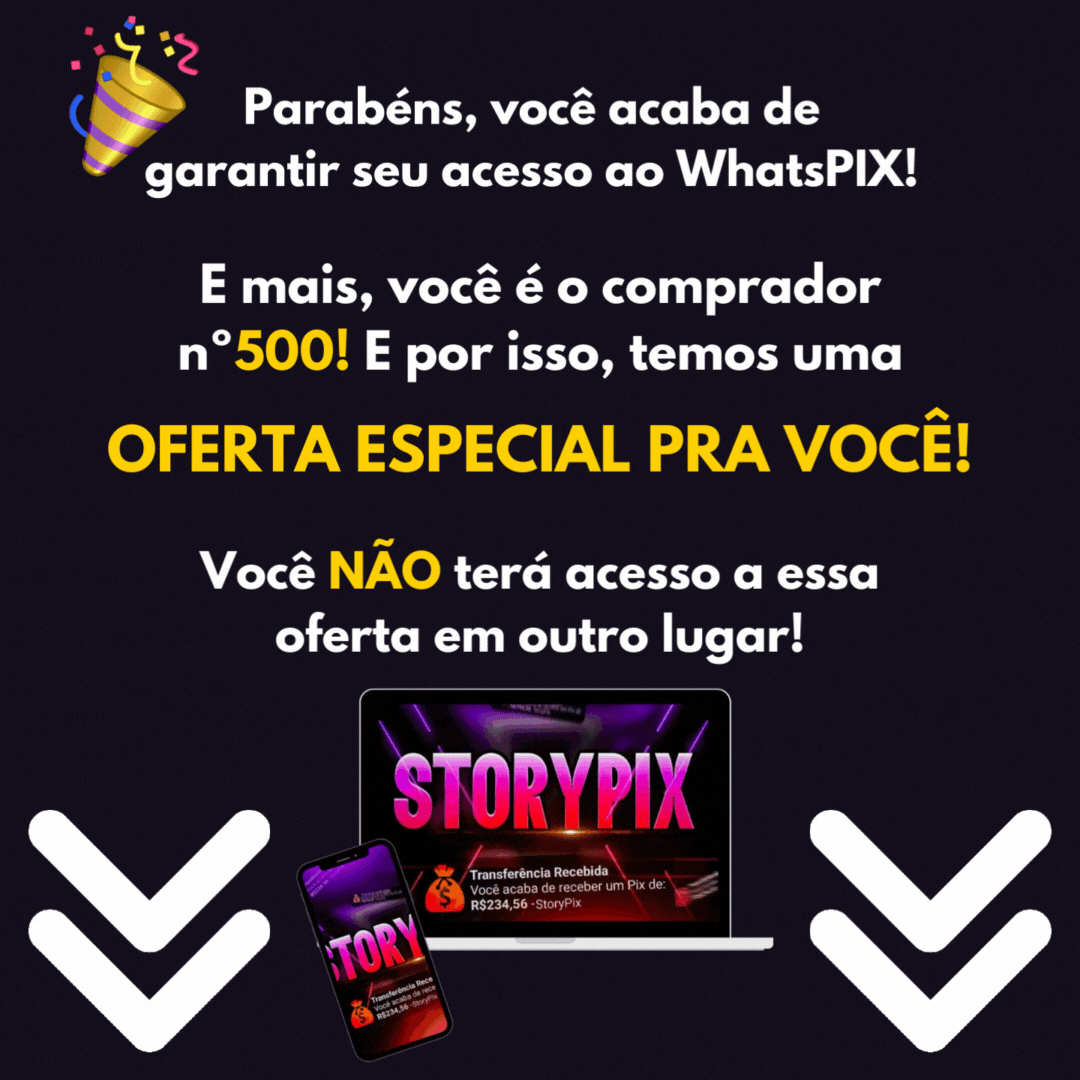 Parabéns, você acaba de
garantir seu acesso ao WhatsPIX!
E mais, você é o comprador
nº500! E por isso, temos uma
OFERTA ESPECIAL PRA VOCÊ!
Você NÃO terá acesso a essa
oferta em outro lugar!
STORYPIX
Transferência Recebida
Você acaba de receber um Pix de:
R$234,56 -StoryPix
STORY
Transferência Rece
Você acaba de rece
R$234,56 -StoryPix